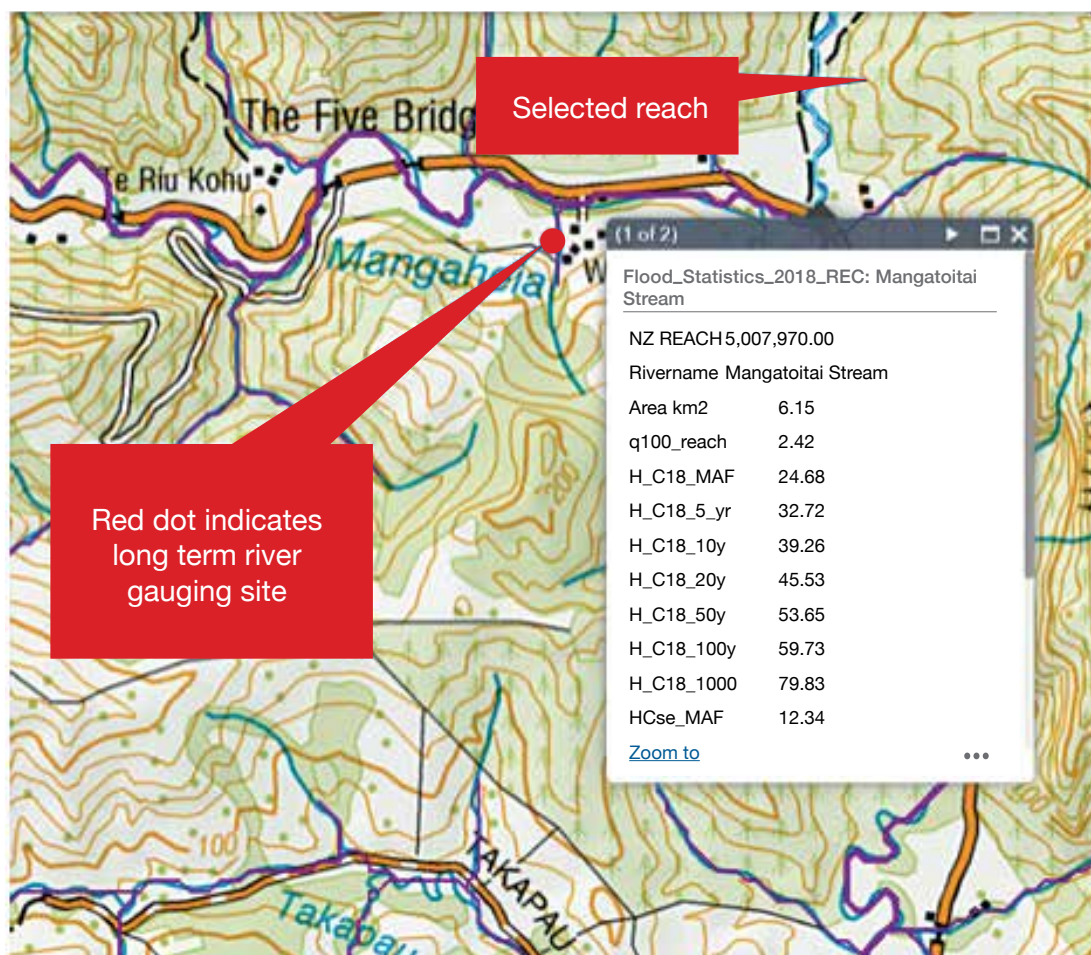 Selected reach
The Five Bridg
Te Riu Kohu
Mangaheia
W
(1 of 2)
Flood_Statistics_2018_REC: Mangatoitai
Stream
NZ REACH 5,007,970.00
Rivername Mangatoitai Stream
Area km2 6.15
q100_reach 2.42
H_C18_MAF 24.68
H_C18_5_yr 32.72
H_C18_10y 39.26
H_C18_20y 45.53
H_C18_50y 53.65
H_C18_100y 59.73
H_C18_1000 79.83
HCse_MAF 12.34
Zoom to
Red dot indicates
long term river
gauging site
200
100
100
TAKAPAU
Takapau